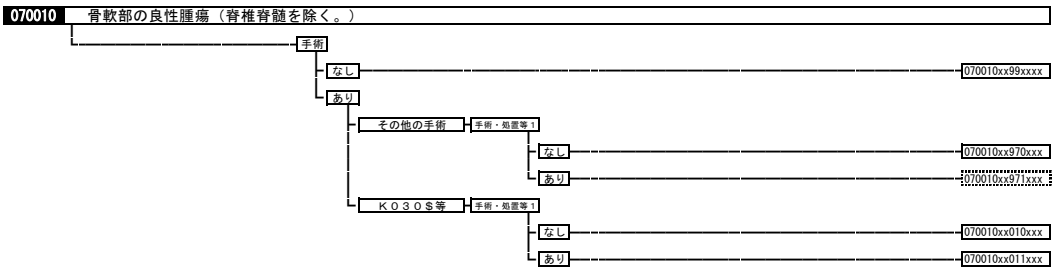 070010 骨軟部の良性腫瘍（脊椎脊髄を除く。）
手術
なし 070010xx99xxxx
あり
その他の手術 手術・処置等１
なし 070010xx970xxx
あり 070010xx971xxx
Ｋ０３０＄等 手術・処置等１
なし 070010xx010xxx
あり 070010xx011xxx